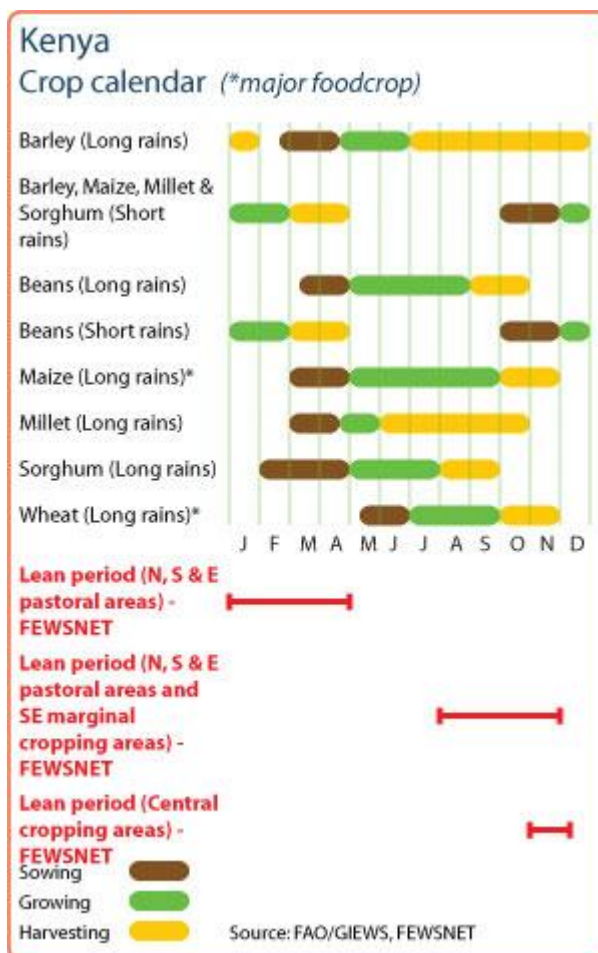 Kenya
Crop calendar (*major foodcrop)
Barley (Long rains)
Barley, Maize, Millet &
Sorghum (Short
rains)
Beans (Long rains)
Beans (Short rains)
Maize (Long rains)*
Millet (Long rains)
Sorghum (Long rains)
Wheat (Long rains)*
J F M A M J J A S O N D
Lean period (N, S & E
pastoral areas) -
FEWSNET
Lean period (N, S & E
pastoral areas and
SE marginal
cropping areas) -
FEWSNET
Lean period (Central
cropping areas) -
FEWSNET
Sowing
Growing
Harvesting
Source: FAO/GIEWS, FEWSNET